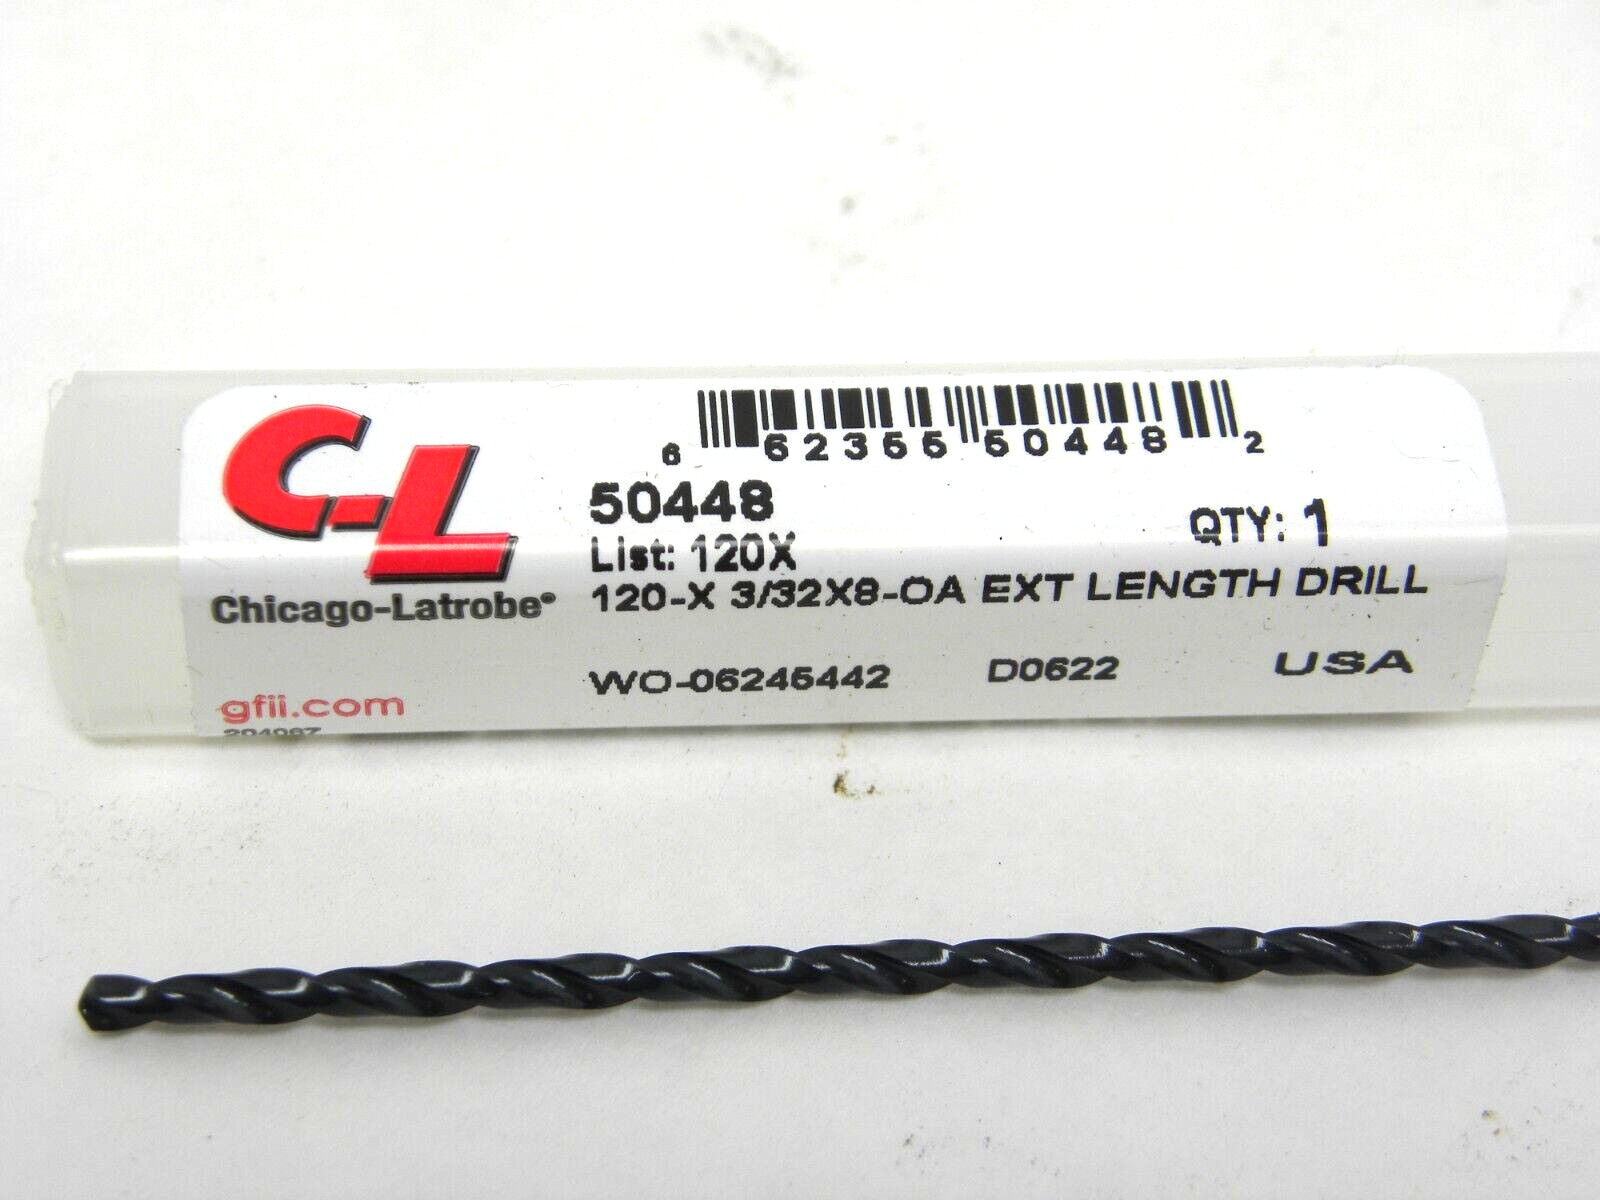 C-L
Chicago-Latrobe®
6 62355 50448 2
50448
List: 120X
QTY: 1
120-X 3/32X8-OA EXT LENGTH DRILL
WO-06245442 D0622 USA
gfii.com